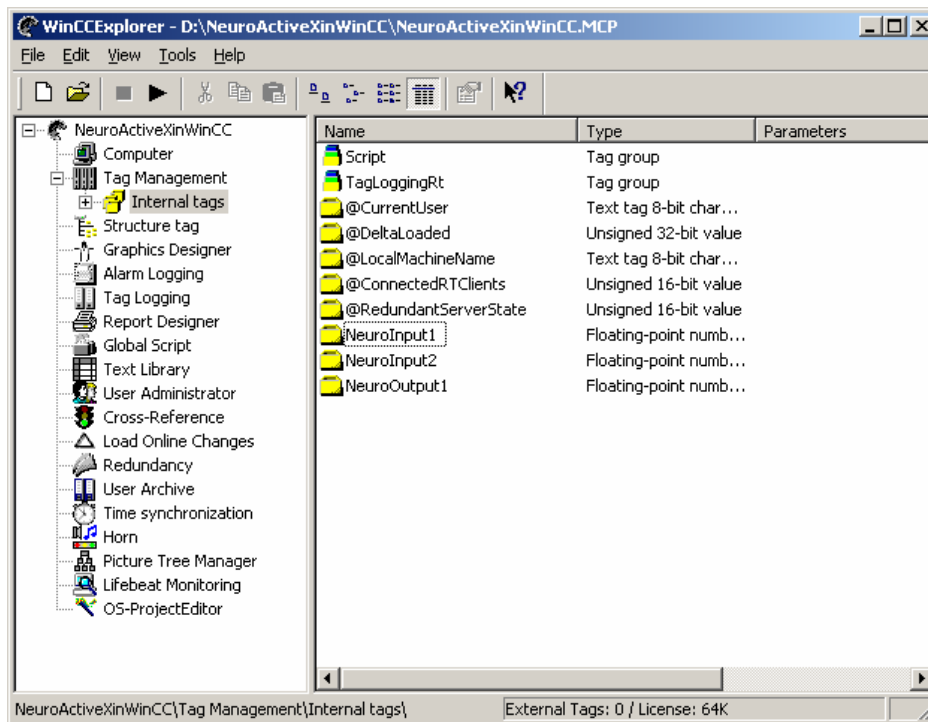 WinCCExplorer - D:\NeuroActiveXinWinCC\NeuroActiveXinWinCC.MCP
File Edit View Tools Help
NeuroActiveXinWinCC
Computer
Tag Management
Internal tags
Structure tag
Graphics Designer
Alarm Logging
Tag Logging
Report Designer
Global Script
Text Library
User Administrator
Cross-Reference
Load Online Changes
Redundancy
User Archive
Time synchronization
Horn
Picture Tree Manager
Lifebeat Monitoring
OS-ProjectEditor
Name Type Parameters
Script Tag group
TagLoggingRt Tag group
@CurrentUser Text tag 8-bit char...
@DeltaLoaded Unsigned 32-bit value
@LocalMachineName Text tag 8-bit char...
@ConnectedRTClients Unsigned 16-bit value
@RedundantServerState Unsigned 16-bit value
NeuroInput1 Floating-point numb...
NeuroInput2 Floating-point numb...
NeuroOutput1 Floating-point numb...
NeuroActiveXinWinCC\Tag Management\Internal tags\ External Tags: 0 / License: 64K